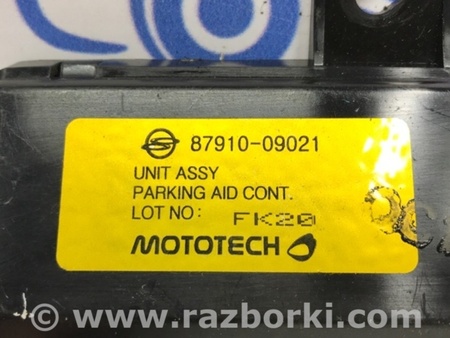 87910-09021
UNIT ASSY
PARKING AID CONT.
LOT NO: FK20
MOTOTECH
© www.razborki.com